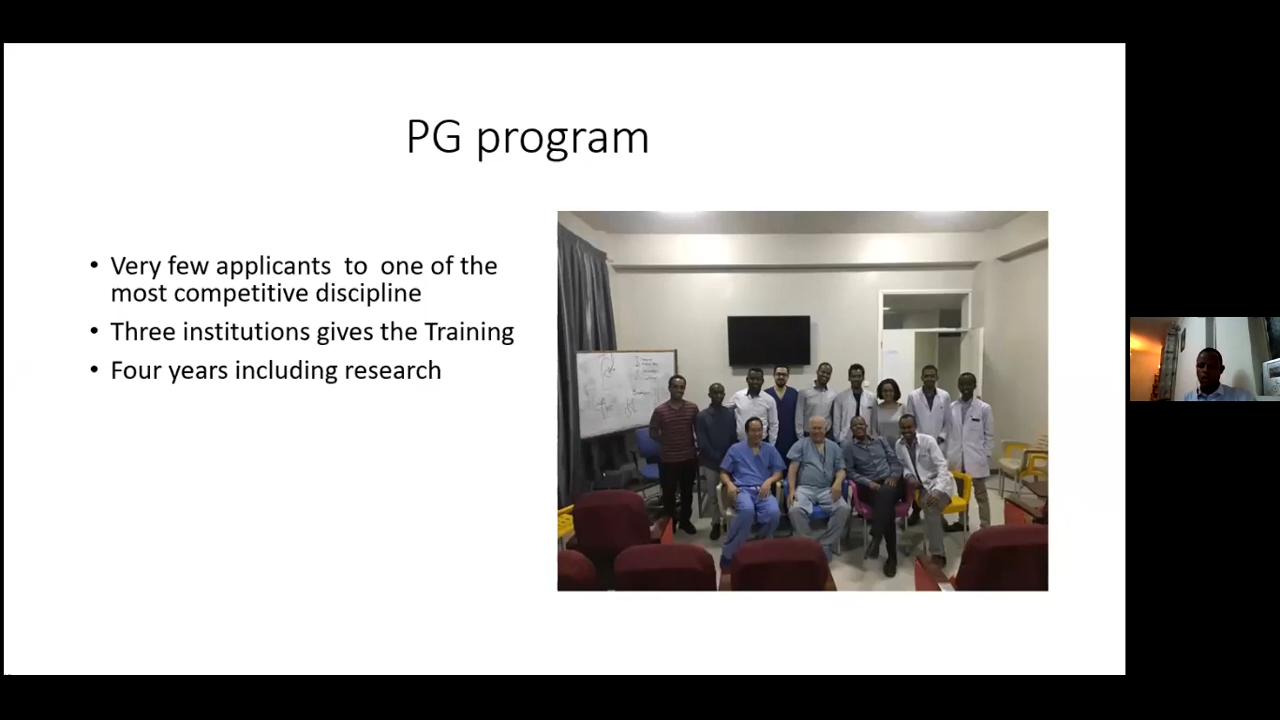 PG program
• Very few applicants to one of the
most competitive discipline
• Three institutions gives the Training
• Four years including research